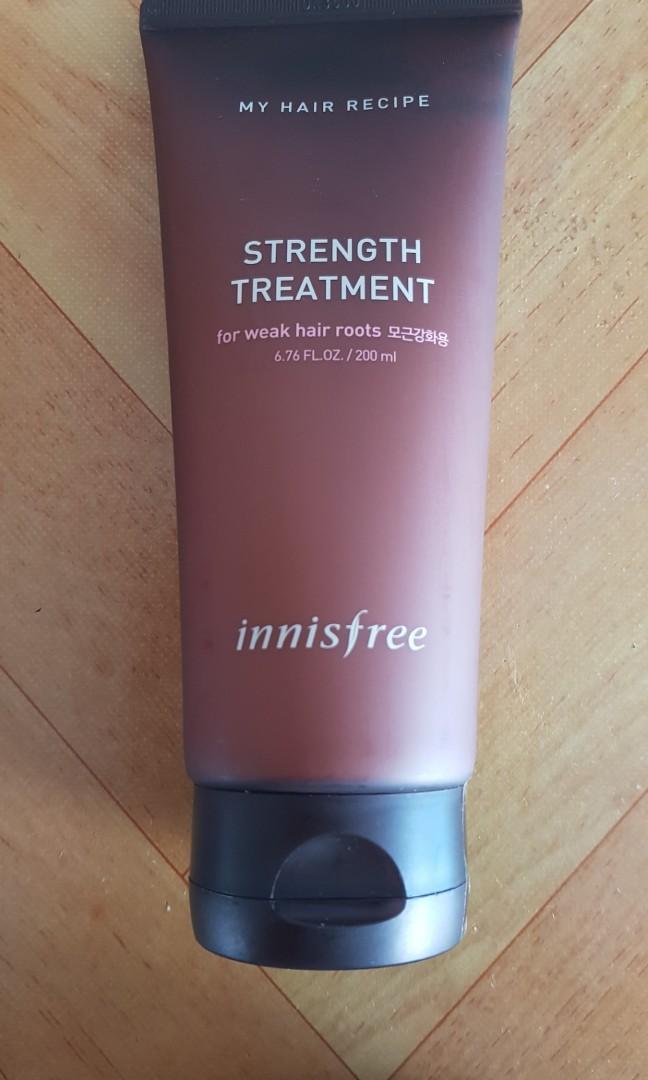 MY HAIR RECIPE
STRENGTH
TREATMENT
for weak hair roots 모근강화용
6.76 FL.OZ. / 200 ml
innisfree